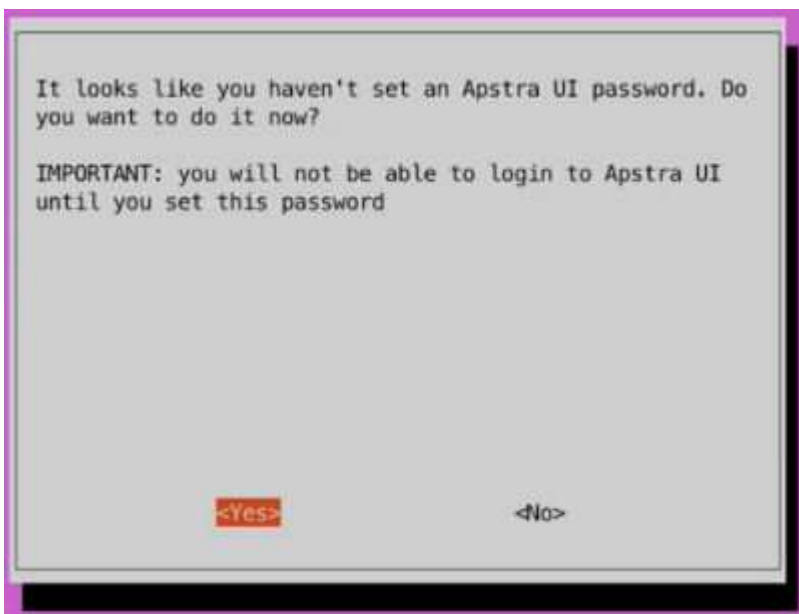 It looks like you haven't set an Apstra UI password. Do
you want to do it now?
IMPORTANT: you will not be able to login to Apstra UI
until you set this password
<Yes>
<No>